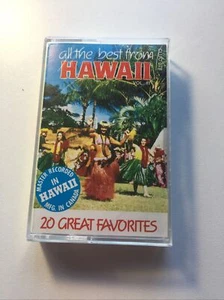 all the best from
HAWAII
MASTER RECORDED
IN
HAWAII
MFG. IN CANADA
20 GREAT FAVORITES